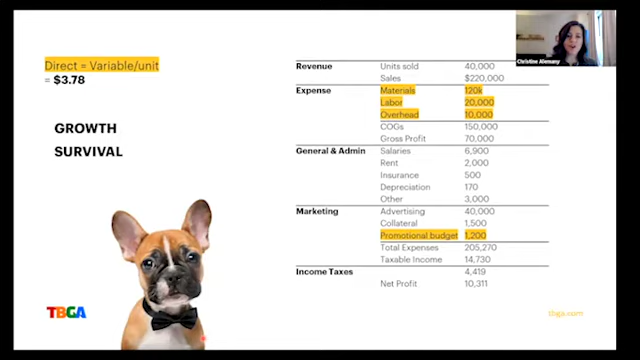 Direct = Variable/unit
= $3.78
GROWTH
SURVIVAL
Revenue Units sold 40,000
Sales $220,000
Expense Materials 120k
Labor 20,000
Overhead 10,000
COGs 150,000
Gross Profit 70,000
General & Admin Salaries 6,900
Rent 2,000
Insurance 500
Depreciation 170
Other 3,000
Marketing Advertising 40,000
Collateral 1,500
Promotional budget 1,200
Total Expenses 205,270
Taxable Income 14,730
Income Taxes 4,419
Net Profit 10,311
Christine Alemany
TBGA
tbga.com